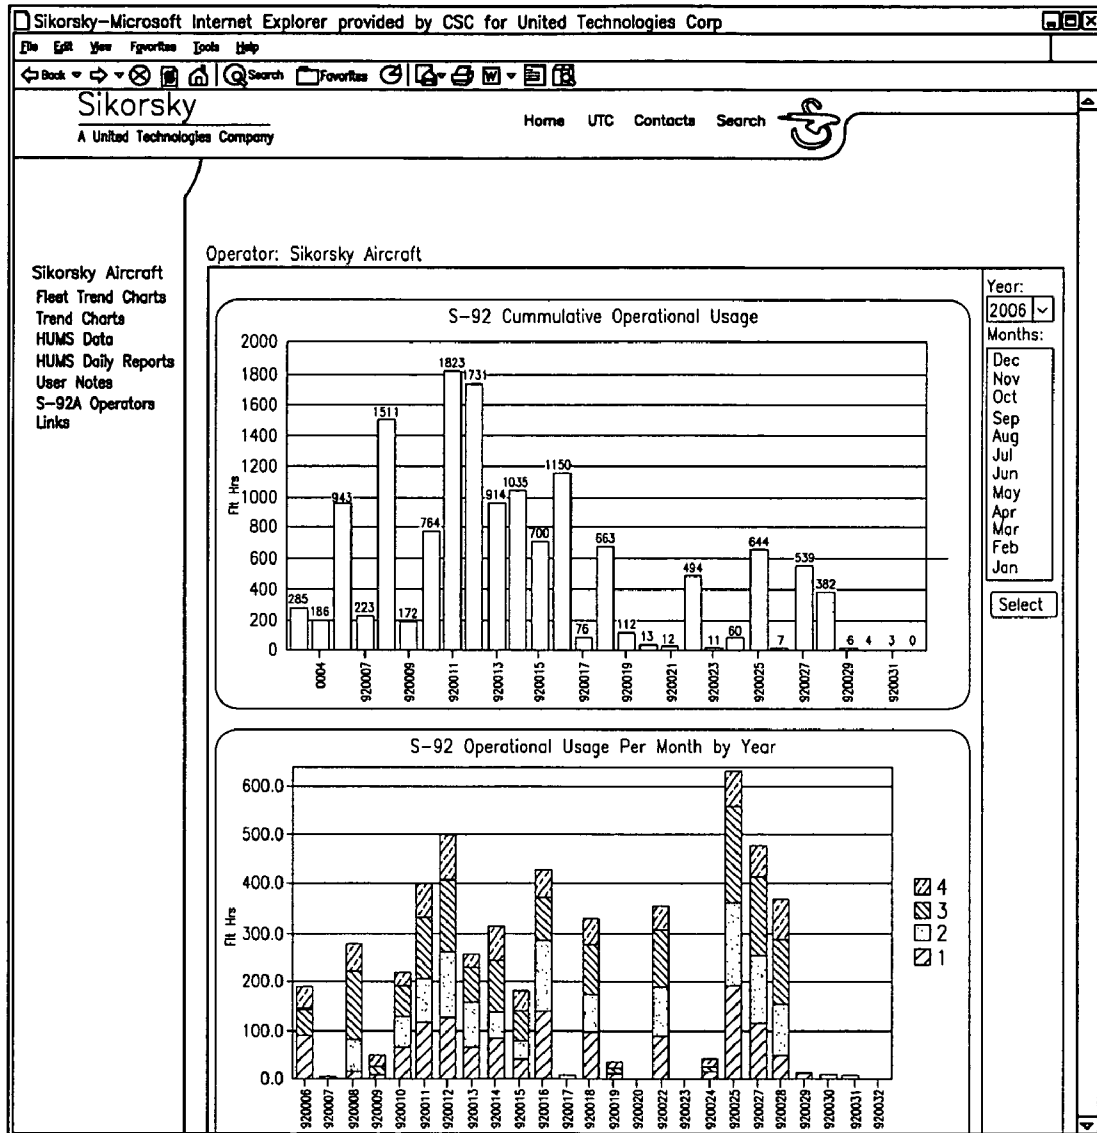 Sikorsky-Microsoft Internet Explorer provided by CSC for United Technologies Corp
File Edit View Favorites Tools Help
Back Search Favorites W
Sikorsky
A United Technologies Company
Home UTC Contacts Search
Operator: Sikorsky Aircraft
Sikorsky Aircraft
Fleet Trend Charts
Trend Charts
HUMS Data
HUMS Daily Reports
User Notes
S-92A Operators
Links
S-92 Cummulative Operational Usage
Flt Hrs
2000
1800
1600
1400
1200
1000
800
600
400
200
0
285 186 943 223 1511 172 764 1823 1731 914 1035 700 1150 76 663 112 13 12 494 11 60 644 7 539 382 6 4 3 0
0004 920007 920009 920011 920013 920015 920017 920019 920021 920023 920025 920027 920029 920031
Year:
2006
Months:
Dec
Nov
Oct
Sep
Aug
Jul
Jun
May
Apr
Mar
Feb
Jan
Select
S-92 Operational Usage Per Month by Year
Flt Hrs
600.0
500.0
400.0
300.0
200.0
100.0
0.0
920006 920007 920008 920009 920010 920011 920012 920013 920014 920015 920016 920017 920018 920019 920020 920022 920023 920024 920025 920027 920028 920029 920030 920031 920032
4
3
2
1